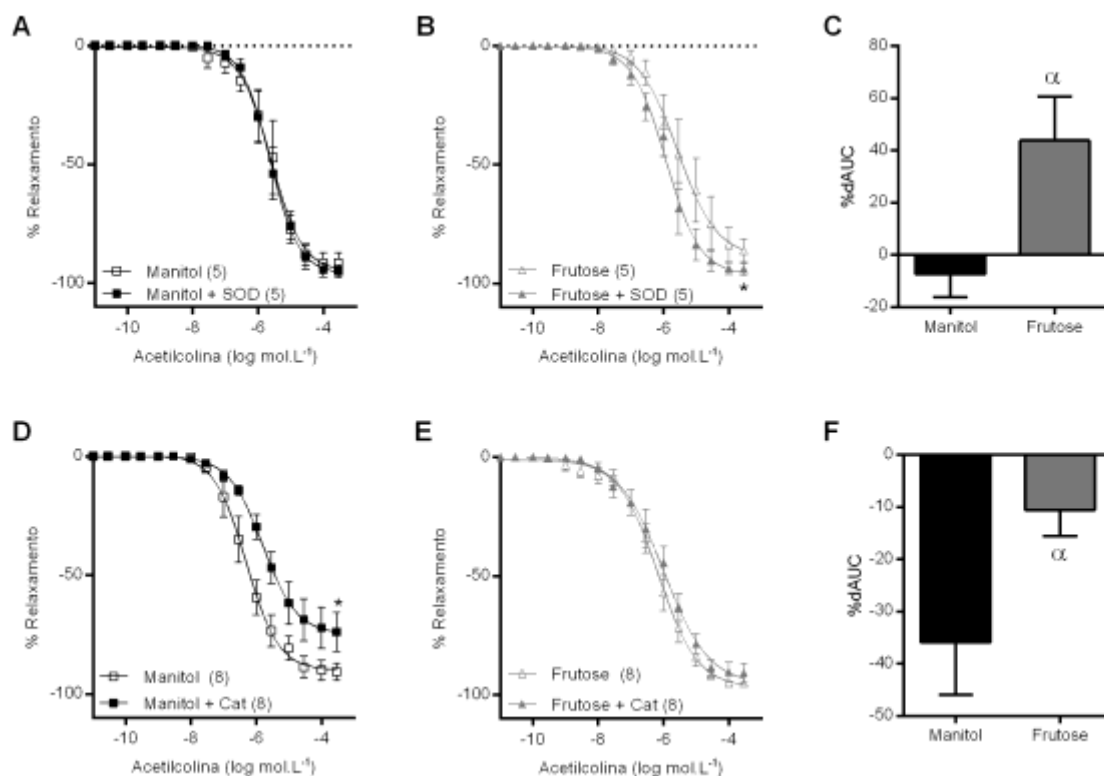 A
0
-50
-100
% Relaxamento
Manitol (5)
Manitol + SOD (5)
-10
-8
-6
-4
Acetilcolina (log mol.L⁻¹)
B
0
-50
-100
% Relaxamento
Frutose (5)
Frutose + SOD (5)
*
-10
-8
-6
-4
Acetilcolina (log mol.L⁻¹)
C
80
60
40
20
0
-20
%dAUC
α
Manitol
Frutose
D
0
-50
-100
% Relaxamento
*
Manitol (8)
Manitol + Cat (8)
-10
-8
-6
-4
Acetilcolina (log mol.L⁻¹)
E
0
-50
-100
% Relaxamento
Frutose (8)
Frutose + Cat (8)
-10
-8
-6
-4
Acetilcolina (log mol.L⁻¹)
F
0
-10
-20
-30
-40
-50
%dAUC
α
Manitol
Frutose